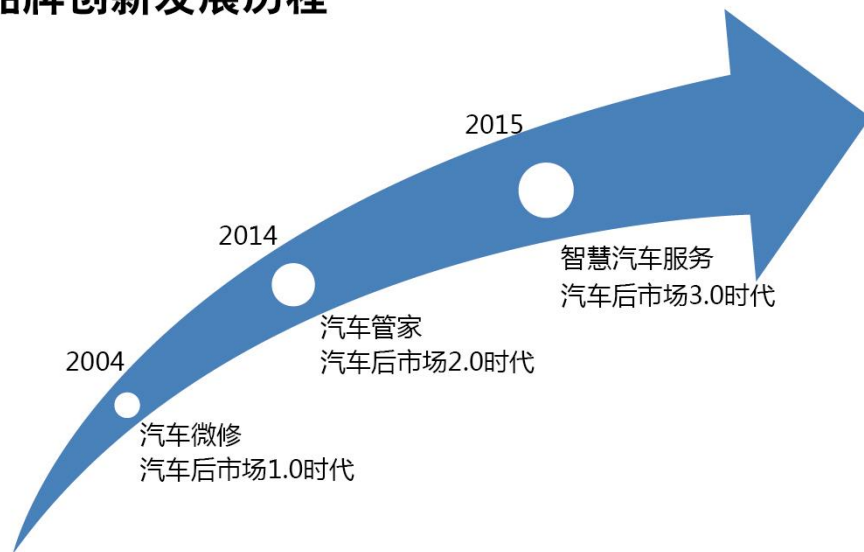 品牌创新发展历程
2015
2014
智慧汽车服务
汽车后市场3.0时代
汽车管家
汽车后市场2.0时代
2004
汽车微修
汽车后市场1.0时代